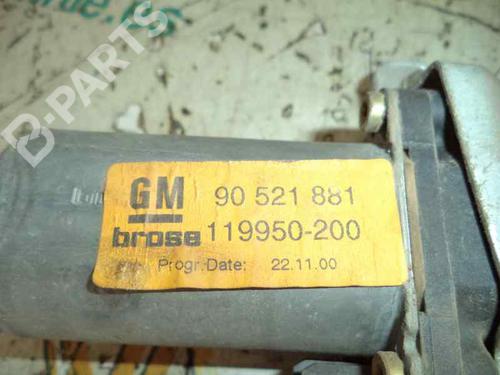 B-PARTS
GM 90 521 881
brose 119950-200
Progr. Date: 22.11.00